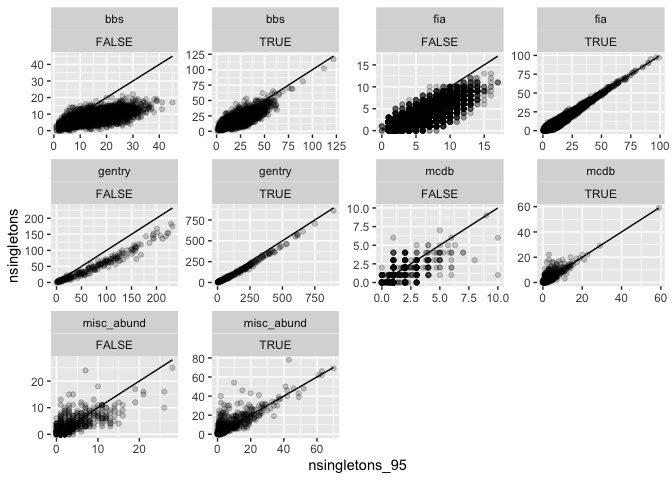 bbs bbs fia fia
FALSE TRUE FALSE TRUE
40 125 15 100
30 100 75
20 75 10 50
10 50 5 25
0 25 0 0
0
0 10 20 30 40 0 25 50 75 100 125 0 5 10 15 0 25 50 75 100
gentry gentry mcdb mcdb
FALSE TRUE FALSE TRUE
200 750 10.0 60
150 500 7.5 40
100 250 5.0 20
50 0 2.5 0
0 0.0
0 50 100 150 200 0 250 500 750 0.0 2.5 5.0 7.5 10.0 0 20 40 60
misc_abund misc_abund
FALSE TRUE
20 80
10 60
0 40
20
0
0 10 20 0 20 40 60
nsingletons
nsingletons_95